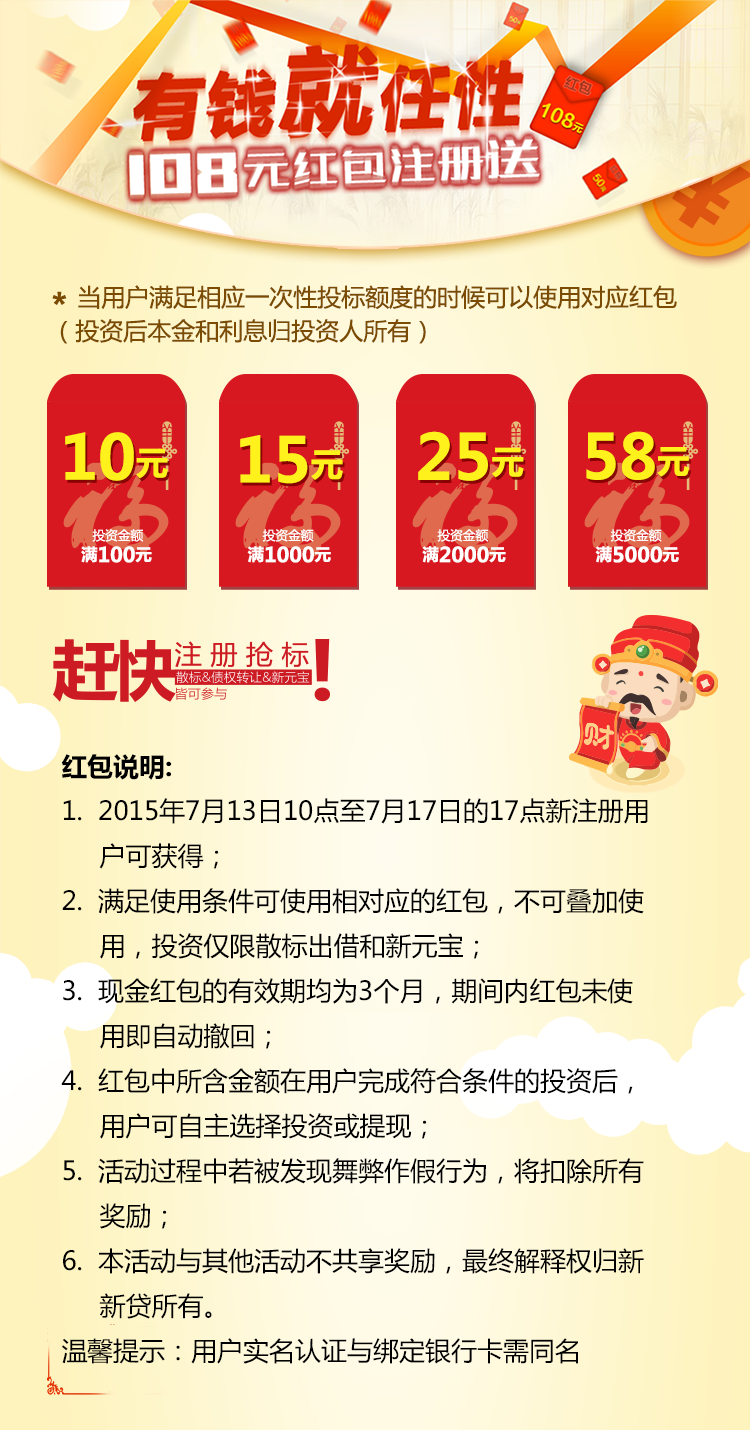 50元
红包
108元
有钱就任性
108元红包注册送
50元
¥
* 当用户满足相应一次性投标额度的时候可以使用对应红包
（投资后本金和利息归投资人所有）
10元
15元
25元
58元
福
福
福
福
投资金额
满100元
投资金额
满1000元
投资金额
满2000元
投资金额
满5000元
赶快
注册抢标
散标&债权转让&新元宝
皆可参与
！
财
红包说明:
1. 2015年7月13日10点至7月17日的17点新注册用
户可获得；
2. 满足使用条件可使用相对应的红包，不可叠加使
用，投资仅限散标出借和新元宝；
3. 现金红包的有效期均为3个月，期间内红包未使
用即自动撤回；
4. 红包中所含金额在用户完成符合条件的投资后，
用户可自主选择投资或提现；
5. 活动过程中若被发现舞弊作假行为，将扣除所有
奖励；
6. 本活动与其他活动不共享奖励，最终解释权归新
新贷所有。
温馨提示：用户实名认证与绑定银行卡需同名